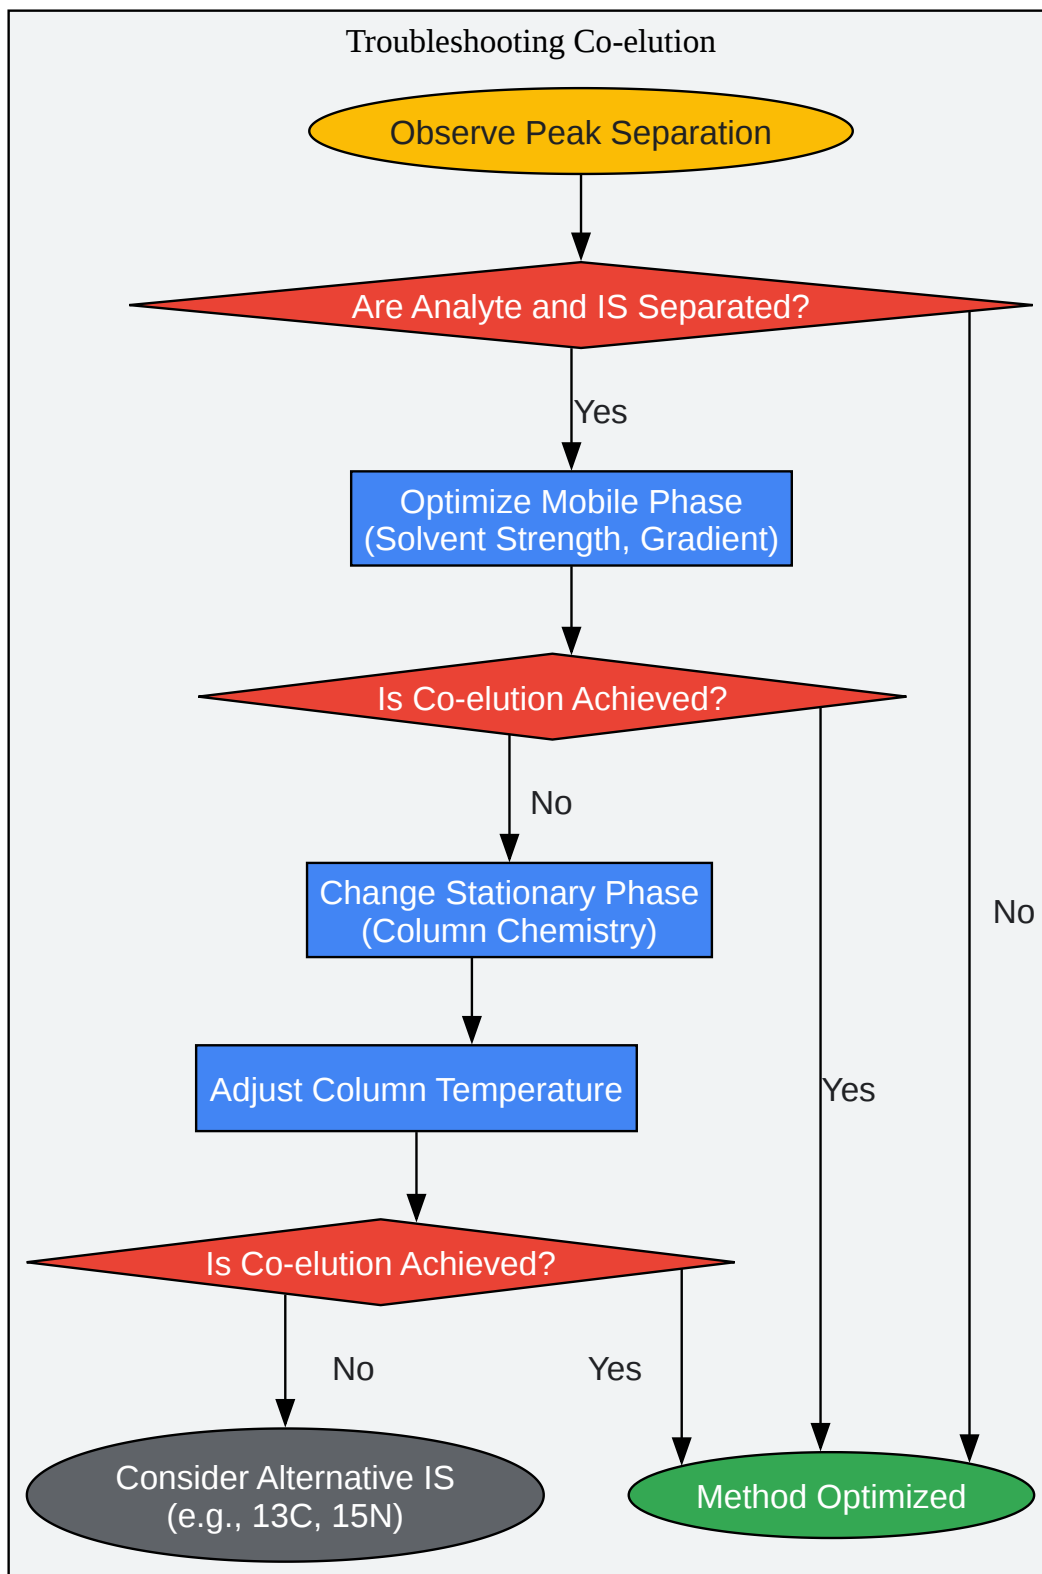 Troubleshooting Co-elution
Observe Peak Separation
Are Analyte and IS Separated?
Yes
Optimize Mobile Phase
(Solvent Strength, Gradient)
Is Co-elution Achieved?
No
Change Stationary Phase
(Column Chemistry)
No
Adjust Column Temperature
Yes
Is Co-elution Achieved?
No
Yes
Consider Alternative IS
(e.g., 13C, 15N)
Method Optimized